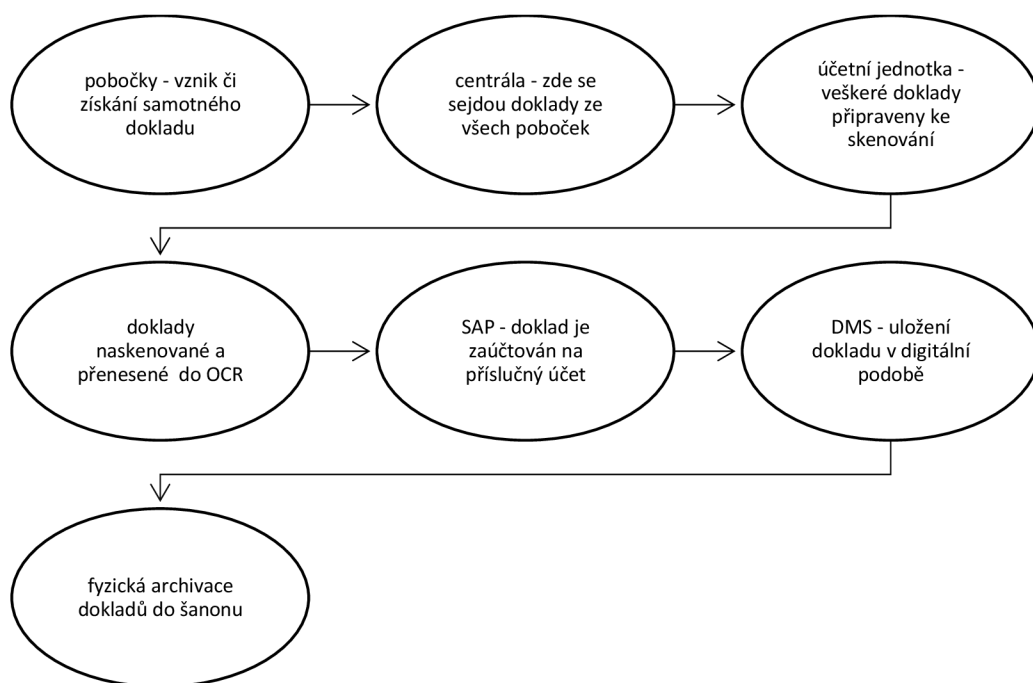 pobočky - vznik či
získání samotného
dokladu
centrála - zde se
sejdou doklady ze
všech poboček
účetní jednotka -
veškeré doklady
připraveny ke
skenování
doklady
naskenované a
přenesené  do OCR
SAP - doklad je
zaúčtován na
příslučný účet
DMS - uložení
dokladu v digitální
podobě
fyzická archivace
dokladů do šanonu